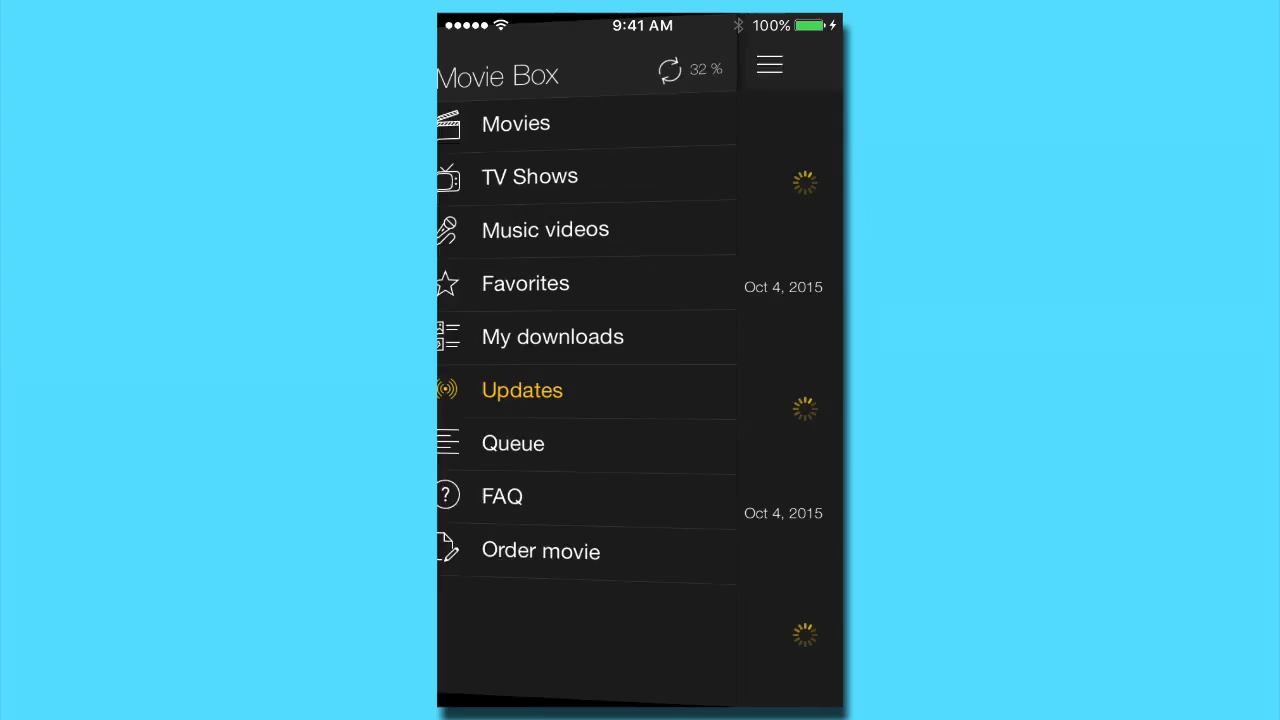 9:41 AM 100%
Movie Box 32 %
Movies
TV Shows
Music videos
Favorites
Oct 4, 2015
My downloads
Updates
Queue
FAQ
Oct 4, 2015
Order movie